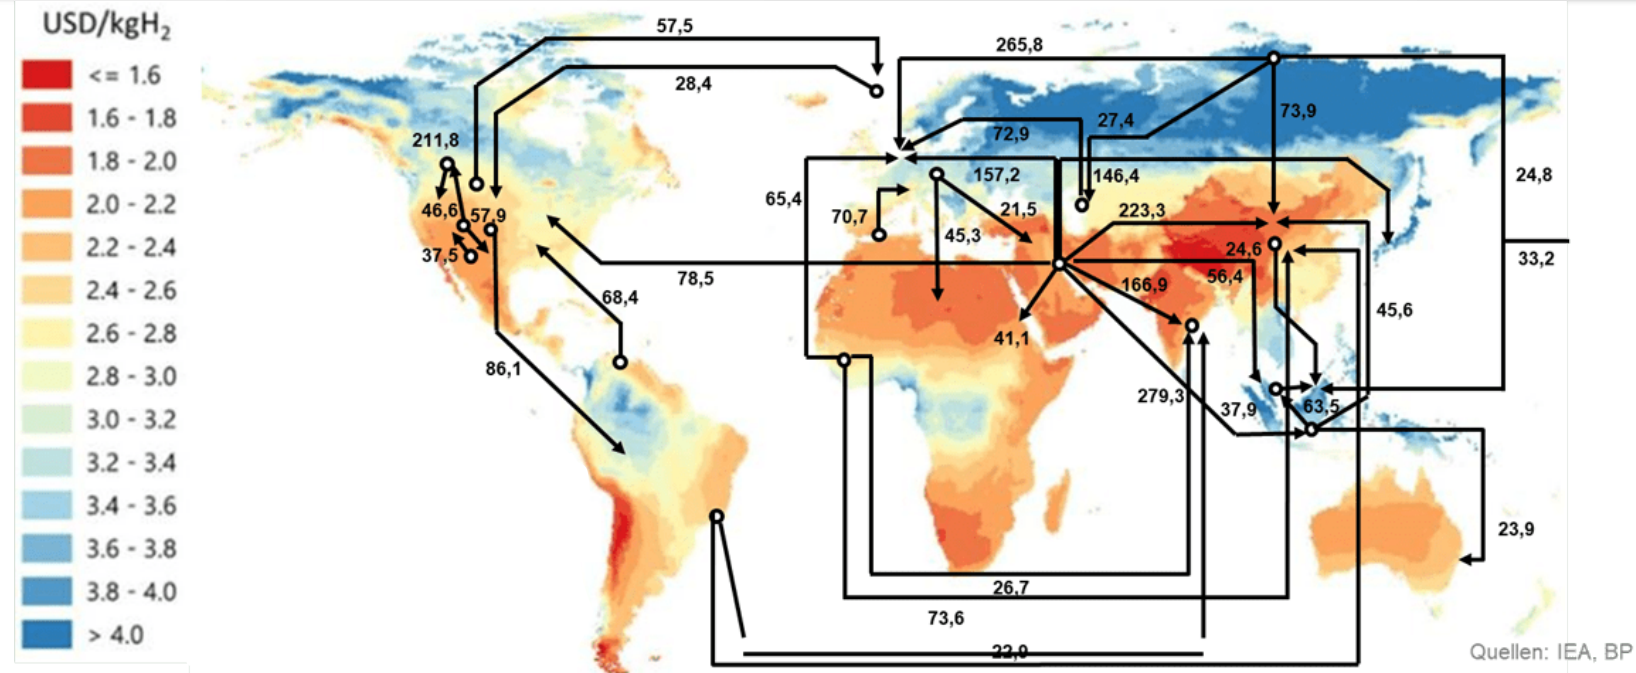 USD/kgH₂
<= 1.6
1.6 - 1.8
1.8 - 2.0
2.0 - 2.2
2.2 - 2.4
2.4 - 2.6
2.6 - 2.8
2.8 - 3.0
3.0 - 3.2
3.2 - 3.4
3.4 - 3.6
3.6 - 3.8
3.8 - 4.0
> 4.0
57,5
265,8
28,4
73,9
27,4
72,9
211,8
157,2
146,4
24,8
65,4
46,6
57,9
70,7
21,5
223,3
45,3
24,6
37,5
33,2
78,5
56,4
166,9
68,4
45,6
41,1
86,1
279,3
37,9
63,5
23,9
26,7
73,6
22,9
Quellen: IEA, BP